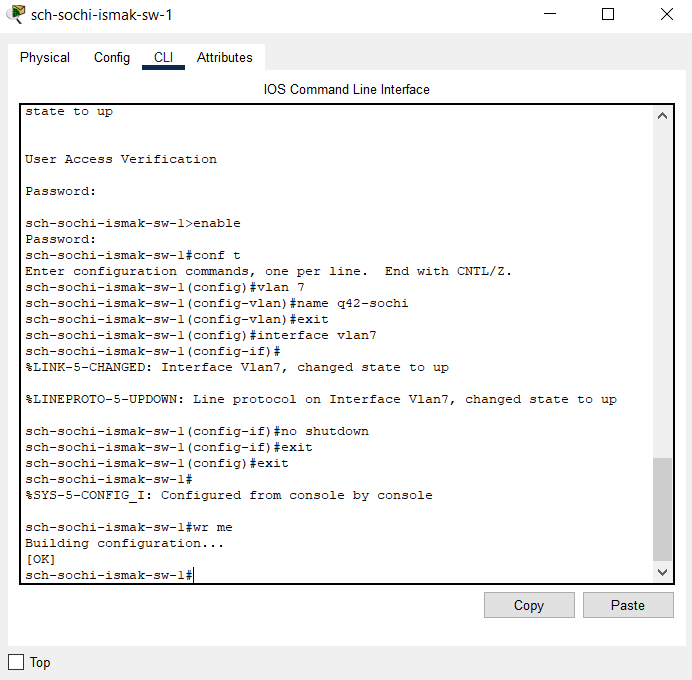 sch-sochi-ismak-sw-1
Physical Config CLI Attributes
IOS Command Line Interface
state to up
User Access Verification
Password:
sch-sochi-ismak-sw-1>enable
Password:
sch-sochi-ismak-sw-1#conf t
Enter configuration commands, one per line.  End with CNTL/Z.
sch-sochi-ismak-sw-1(config)#vlan 7
sch-sochi-ismak-sw-1(config-vlan)#name q42-sochi
sch-sochi-ismak-sw-1(config-vlan)#exit
sch-sochi-ismak-sw-1(config)#interface vlan7
sch-sochi-ismak-sw-1(config-if)#
%LINK-5-CHANGED: Interface Vlan7, changed state to up
%LINEPROTO-5-UPDOWN: Line protocol on Interface Vlan7, changed state to up
sch-sochi-ismak-sw-1(config-if)#no shutdown
sch-sochi-ismak-sw-1(config-if)#exit
sch-sochi-ismak-sw-1(config)#exit
sch-sochi-ismak-sw-1#
%SYS-5-CONFIG_I: Configured from console by console
sch-sochi-ismak-sw-1#wr me
Building configuration...
[OK]
sch-sochi-ismak-sw-1#
Copy Paste
Top